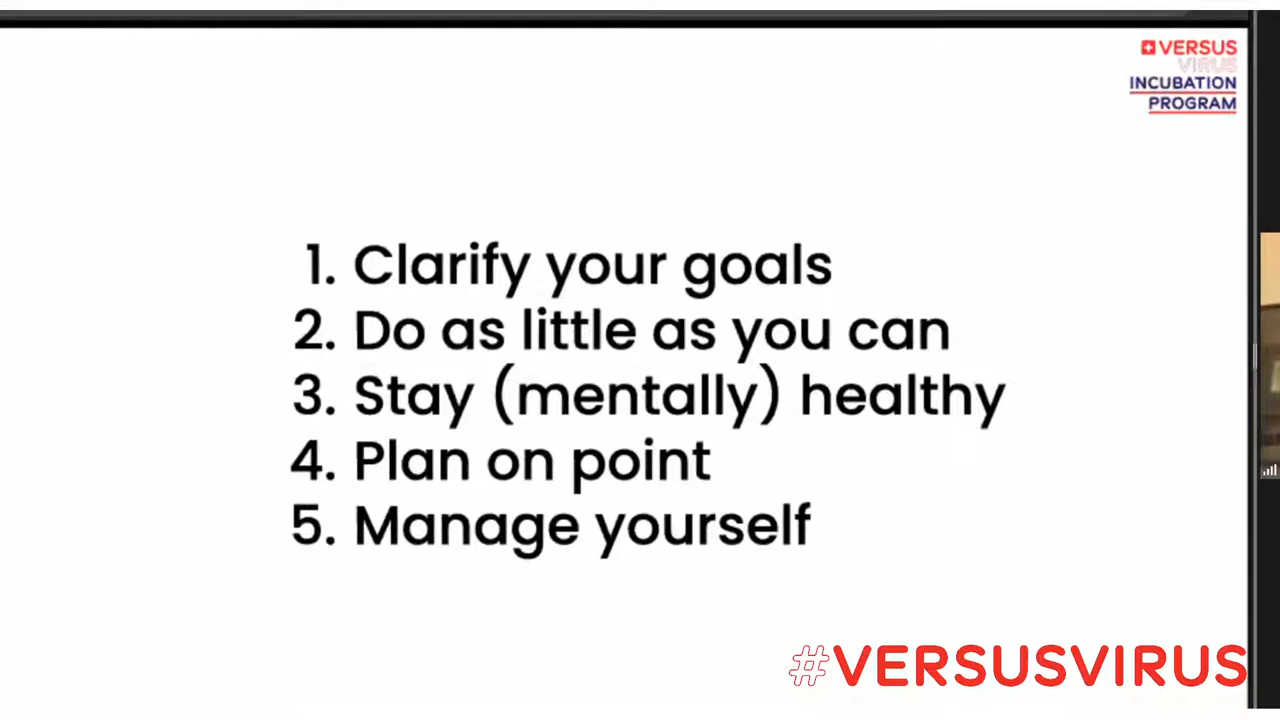 VERSUS
VIRUS
INCUBATION
PROGRAM
1. Clarify your goals
2. Do as little as you can
3. Stay (mentally) healthy
4. Plan on point
5. Manage yourself
#VERSUSVIRUS